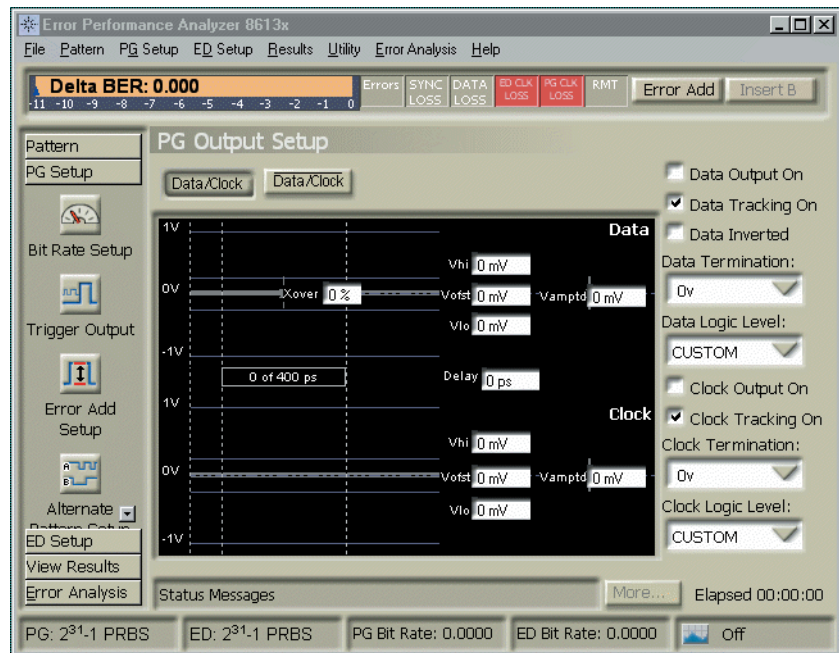 Error Performance Analyzer 8613x
File Pattern PG Setup ED Setup Results Utility Error Analysis Help
Delta BER: 0.000
-11 -10 -9 -8 -7 -6 -5 -4 -3 -2 -1 0
Errors SYNC LOSS DATA LOSS ED CLK LOSS PG CLK LOSS RMT Error Add Insert B
Pattern
PG Setup
Bit Rate Setup
Trigger Output
Error Add Setup
Alternate Pattern Setup
ED Setup
View Results
Error Analysis
PG Output Setup
Data/Clock Data/Clock
1V
Data
Vhi 0 mV
0V
Xover 0 %
Vofst 0 mV Vamptd 0 mV
Vlo 0 mV
-1V
0 of 400 ps
Delay 0 ps
1V
Clock
Vhi 0 mV
0V
Vofst 0 mV Vamptd 0 mV
Vlo 0 mV
-1V
Data Output On
Data Tracking On
Data Inverted
Data Termination:
0v
Data Logic Level:
CUSTOM
Clock Output On
Clock Tracking On
Clock Termination:
0v
Clock Logic Level:
CUSTOM
Status Messages More... Elapsed 00:00:00
PG: 2³¹-1 PRBS ED: 2³¹-1 PRBS PG Bit Rate: 0.0000 ED Bit Rate: 0.0000 Off